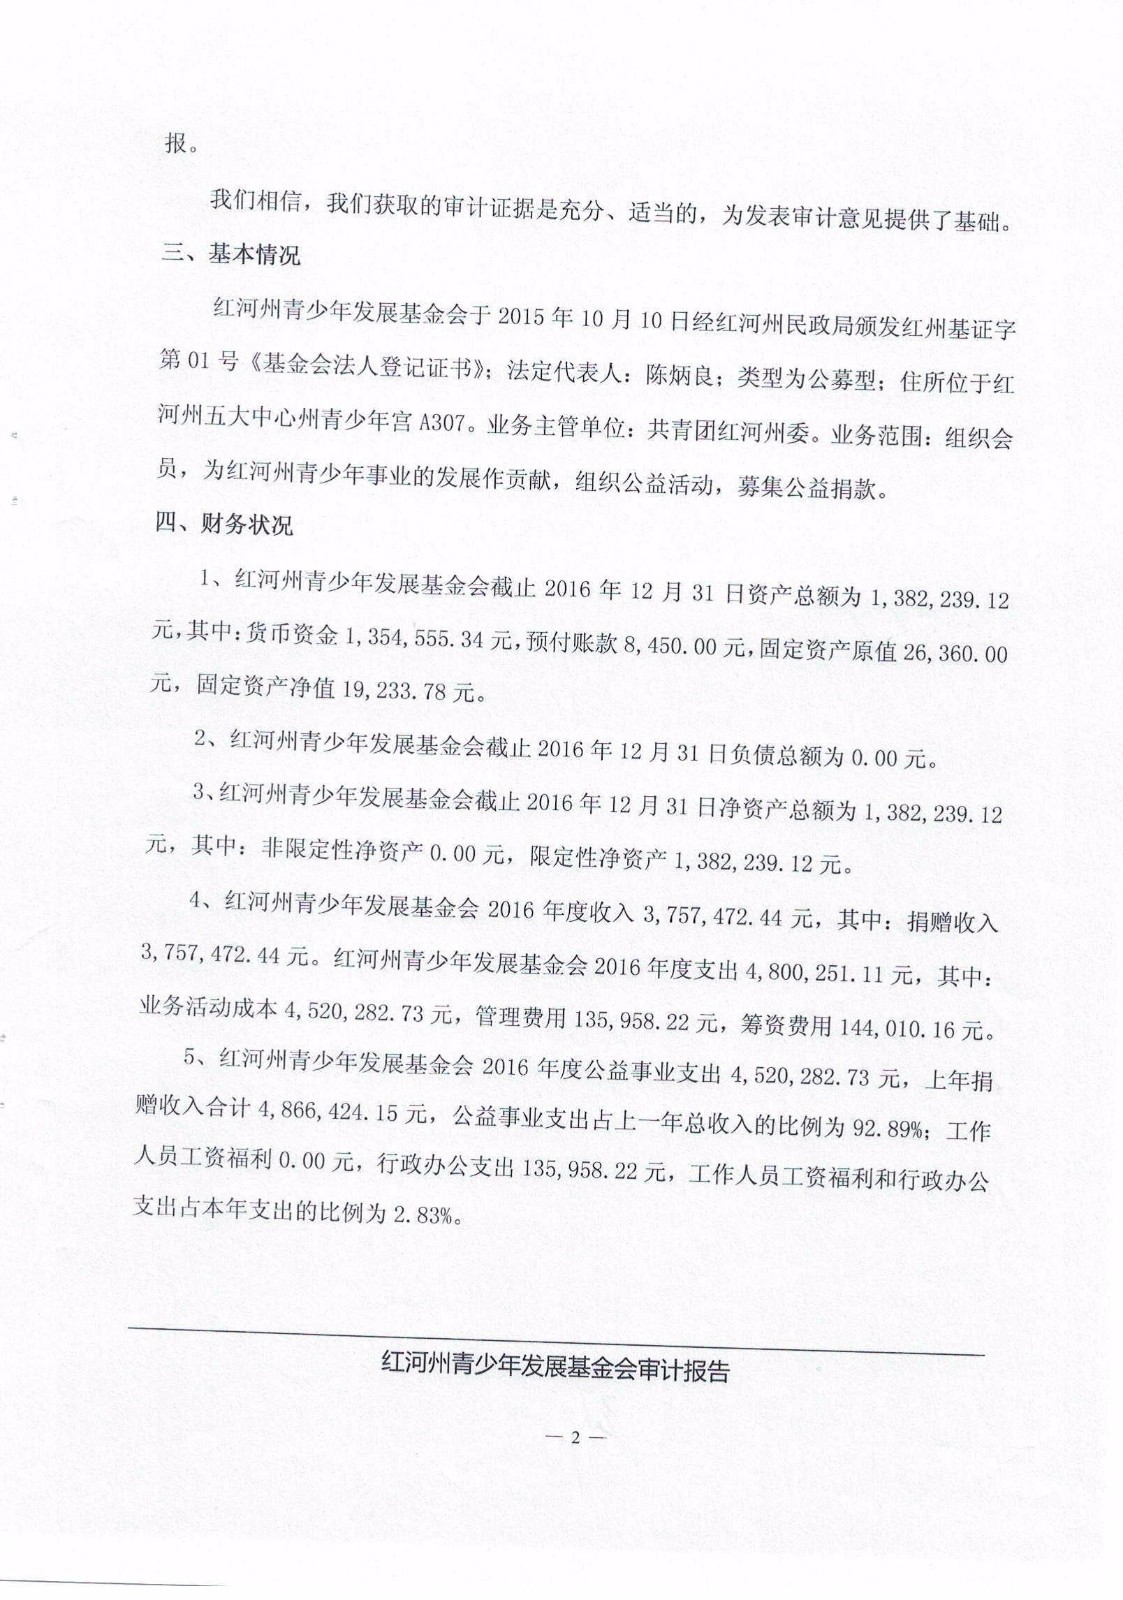 报。
我们相信，我们获取的审计证据是充分、适当的，为发表审计意见提供了基础。
三、基本情况
红河州青少年发展基金会于 2015 年 10 月 10 日经红河州民政局颁发红州基证字
第 01 号《基金会法人登记证书》；法定代表人：陈炳良；类型为公募型；住所位于红
河州五大中心州青少年宫 A307。业务主管单位：共青团红河州委。业务范围：组织会
员，为红河州青少年事业的发展作贡献，组织公益活动，募集公益捐款。
四、财务状况
1、红河州青少年发展基金会截止 2016 年 12 月 31 日资产总额为 1,382,239.12
元,其中:货币资金 1,354,555.34 元,预付账款 8,450.00 元,固定资产原值 26,360.00
元，固定资产净值 19,233.78 元。
2、红河州青少年发展基金会截止 2016 年 12 月 31 日负债总额为 0.00 元。
3、红河州青少年发展基金会截止 2016 年 12 月 31 日净资产总额为 1,382,239.12
元，其中：非限定性净资产 0.00 元，限定性净资产 1,382,239.12 元。
4、红河州青少年发展基金会 2016 年度收入 3,757,472.44 元，其中：捐赠收入
3,757,472.44 元。红河州青少年发展基金会 2016 年度支出 4,800,251.11 元，其中：
业务活动成本 4,520,282.73 元，管理费用 135,958.22 元，筹资费用 144,010.16 元。
5、红河州青少年发展基金会 2016 年度公益事业支出 4,520,282.73 元，上年捐
赠收入合计 4,866,424.15 元，公益事业支出占上一年总收入的比例为 92.89%；工作
人员工资福利 0.00 元，行政办公支出 135,958.22 元，工作人员工资福利和行政办公
支出占本年支出的比例为 2.83%。
红河州青少年发展基金会审计报告
— 2 —